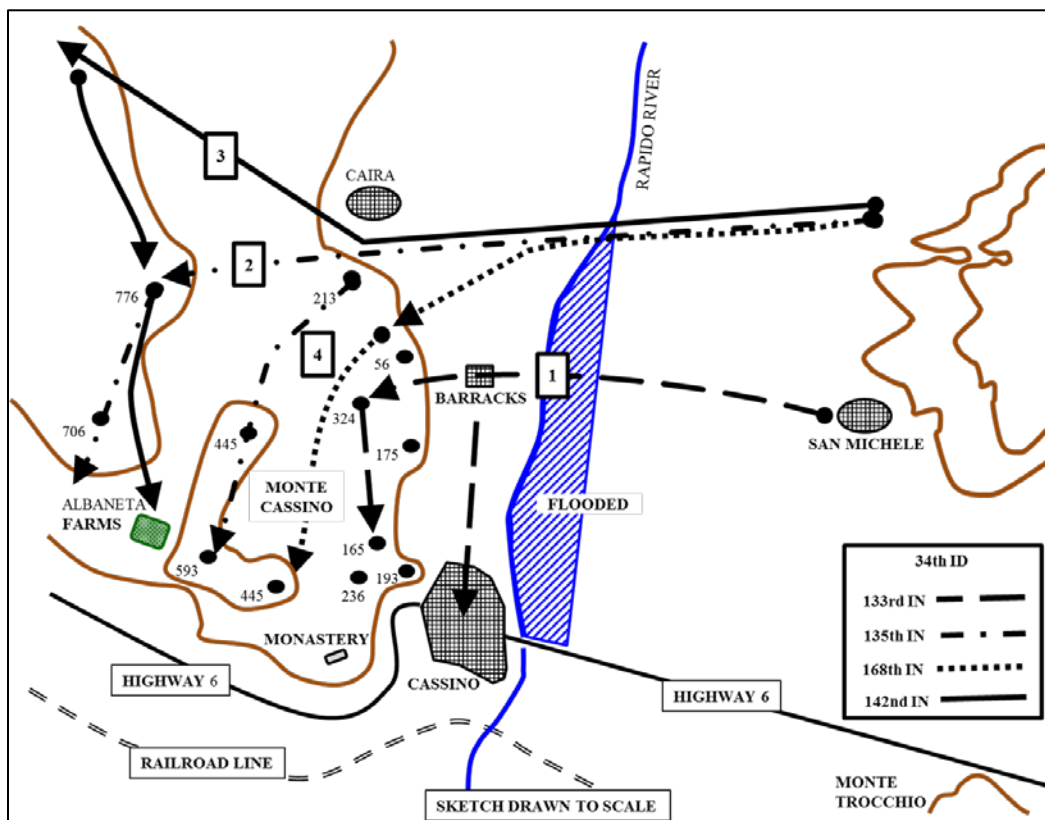 RAPIDO RIVER
3
CAIRA
2
776
213
4
56
1
BARRACKS
324
SAN MICHELE
706
445
175
MONTE
CASSINO
ALBANETA
FARMS
FLOODED
165
593
445
236
193
34th ID
133rd IN
135th IN
168th IN
142nd IN
MONASTERY
HIGHWAY 6
CASSINO
HIGHWAY 6
RAILROAD LINE
SKETCH DRAWN TO SCALE
MONTE
TROCCHIO